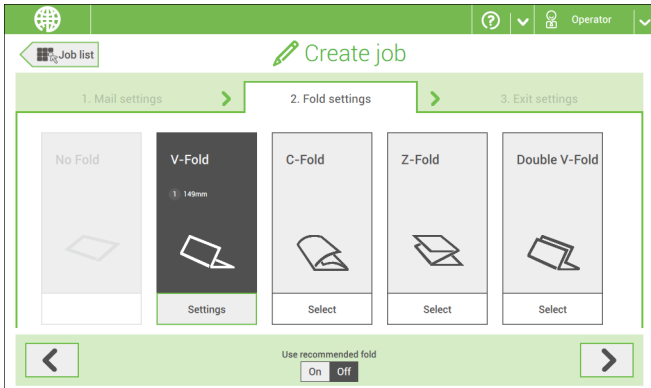 ?
Operator
Job list
Create job
1. Mail settings
2. Fold settings
3. Exit settings
No Fold
V-Fold
C-Fold
Z-Fold
Double V-Fold
1 149mm
Settings
Select
Select
Select
Use recommended fold
On Off